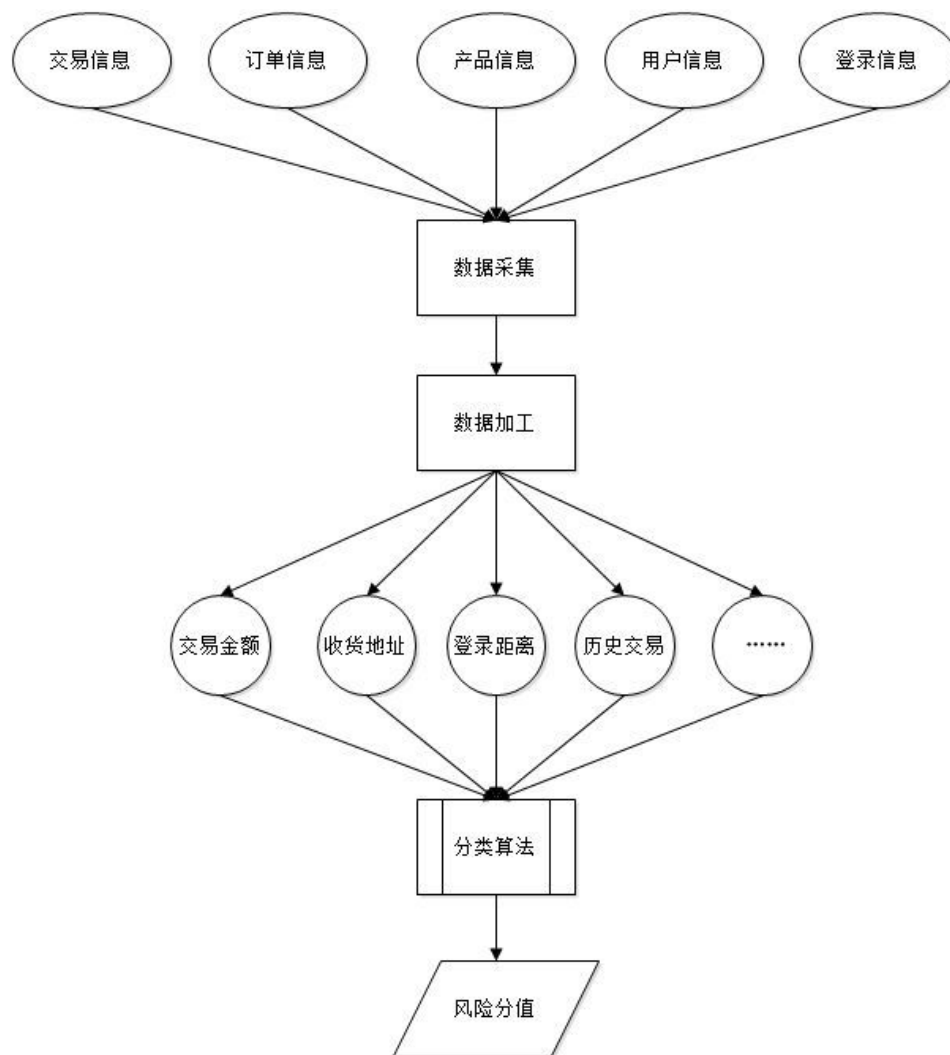 交易信息
订单信息
产品信息
用户信息
登录信息
数据采集
数据加工
交易金额
收货地址
登录距离
历史交易
……
分类算法
风险分值